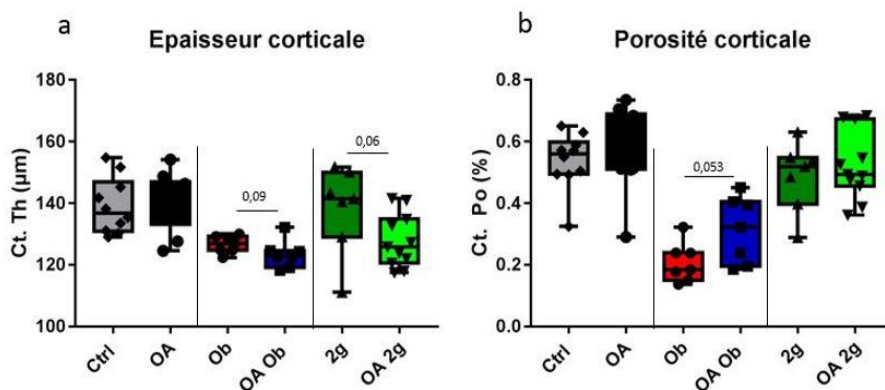 a
Epaisseur corticale
Ct. Th (µm)
180
160
140
120
100
0,09
0,06
Ctrl
OA
Ob
OA Ob
2g
OA 2g
b
Porosité corticale
Ct. Po (%)
0.8
0.6
0.4
0.2
0.0
0,053
Ctrl
OA
Ob
OA Ob
2g
OA 2g